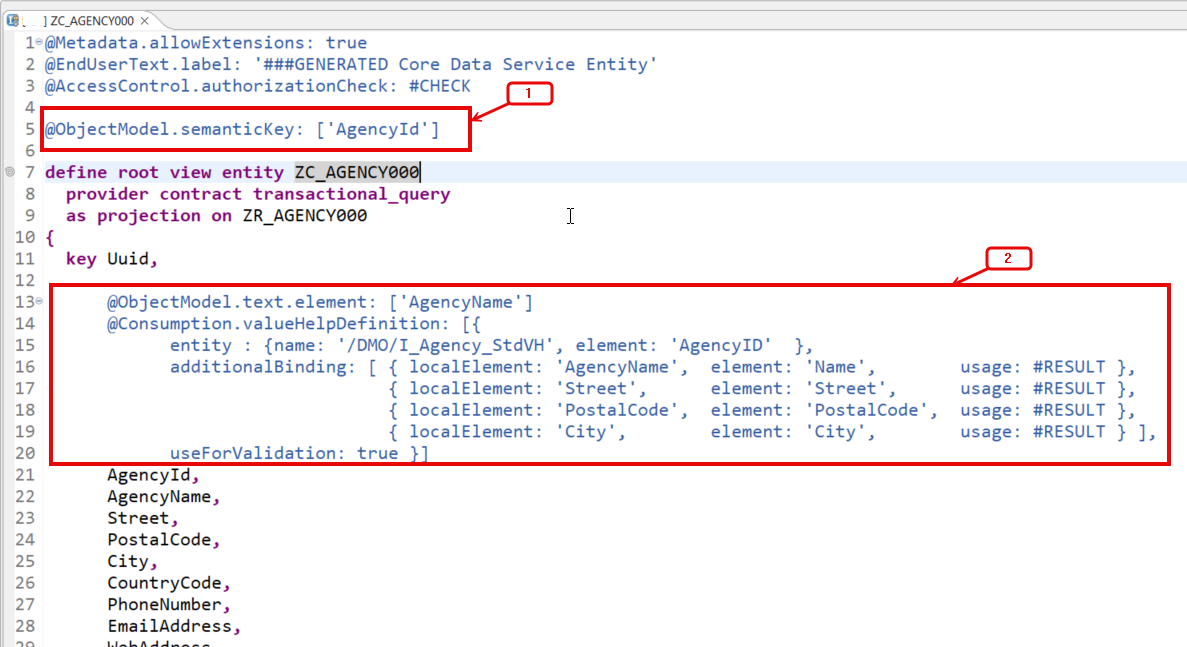 [ ] ZC_AGENCY000
1 @Metadata.allowExtensions: true
2 @EndUserText.label: '###GENERATED Core Data Service Entity'
3 @AccessControl.authorizationCheck: #CHECK
1
4
5 @ObjectModel.semanticKey: ['AgencyId']
6
7 define root view entity ZC_AGENCY000
8 provider contract transactional_query
9 as projection on ZR_AGENCY000
10 {
11 key Uuid,
2
12
13 @ObjectModel.text.element: ['AgencyName']
14 @Consumption.valueHelpDefinition: [{
15 entity : {name: '/DMO/I_Agency_StdVH', element: 'AgencyID' },
16 additionalBinding: [ { localElement: 'AgencyName', element: 'Name', usage: #RESULT },
17 { localElement: 'Street', element: 'Street', usage: #RESULT },
18 { localElement: 'PostalCode', element: 'PostalCode', usage: #RESULT },
19 { localElement: 'City', element: 'City', usage: #RESULT } ],
20 useForValidation: true }]
21 AgencyId,
22 AgencyName,
23 Street,
24 PostalCode,
25 City,
26 CountryCode,
27 PhoneNumber,
28 EmailAddress,
29 WebAddress